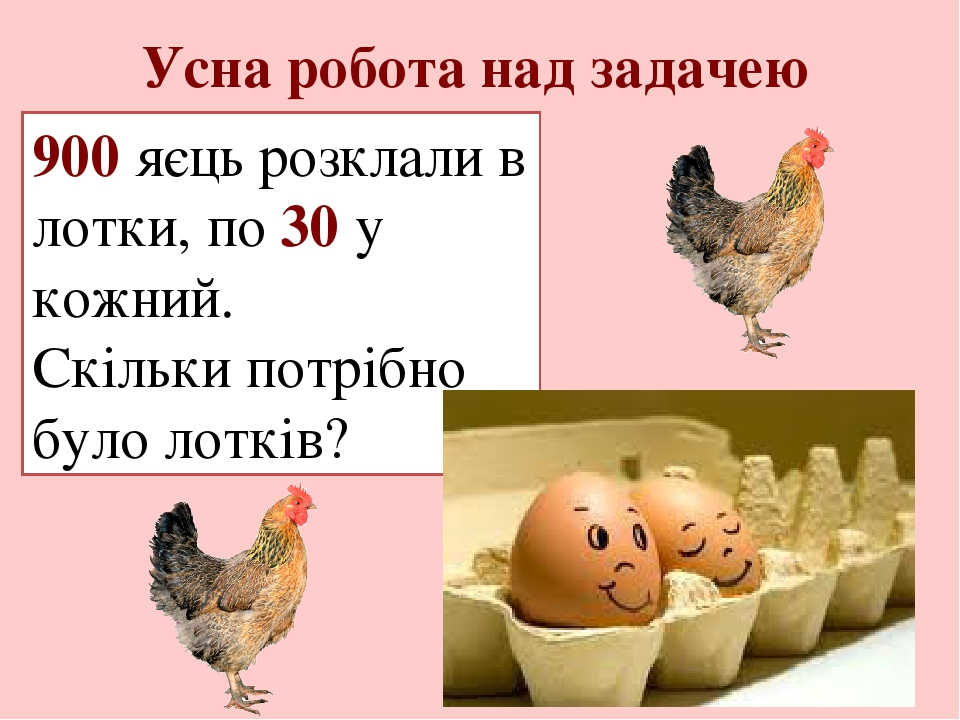 Усна робота над задачею
900 яєць розклали в
лотки, по 30 у
кожний.
Скільки потрібно
було лотків?